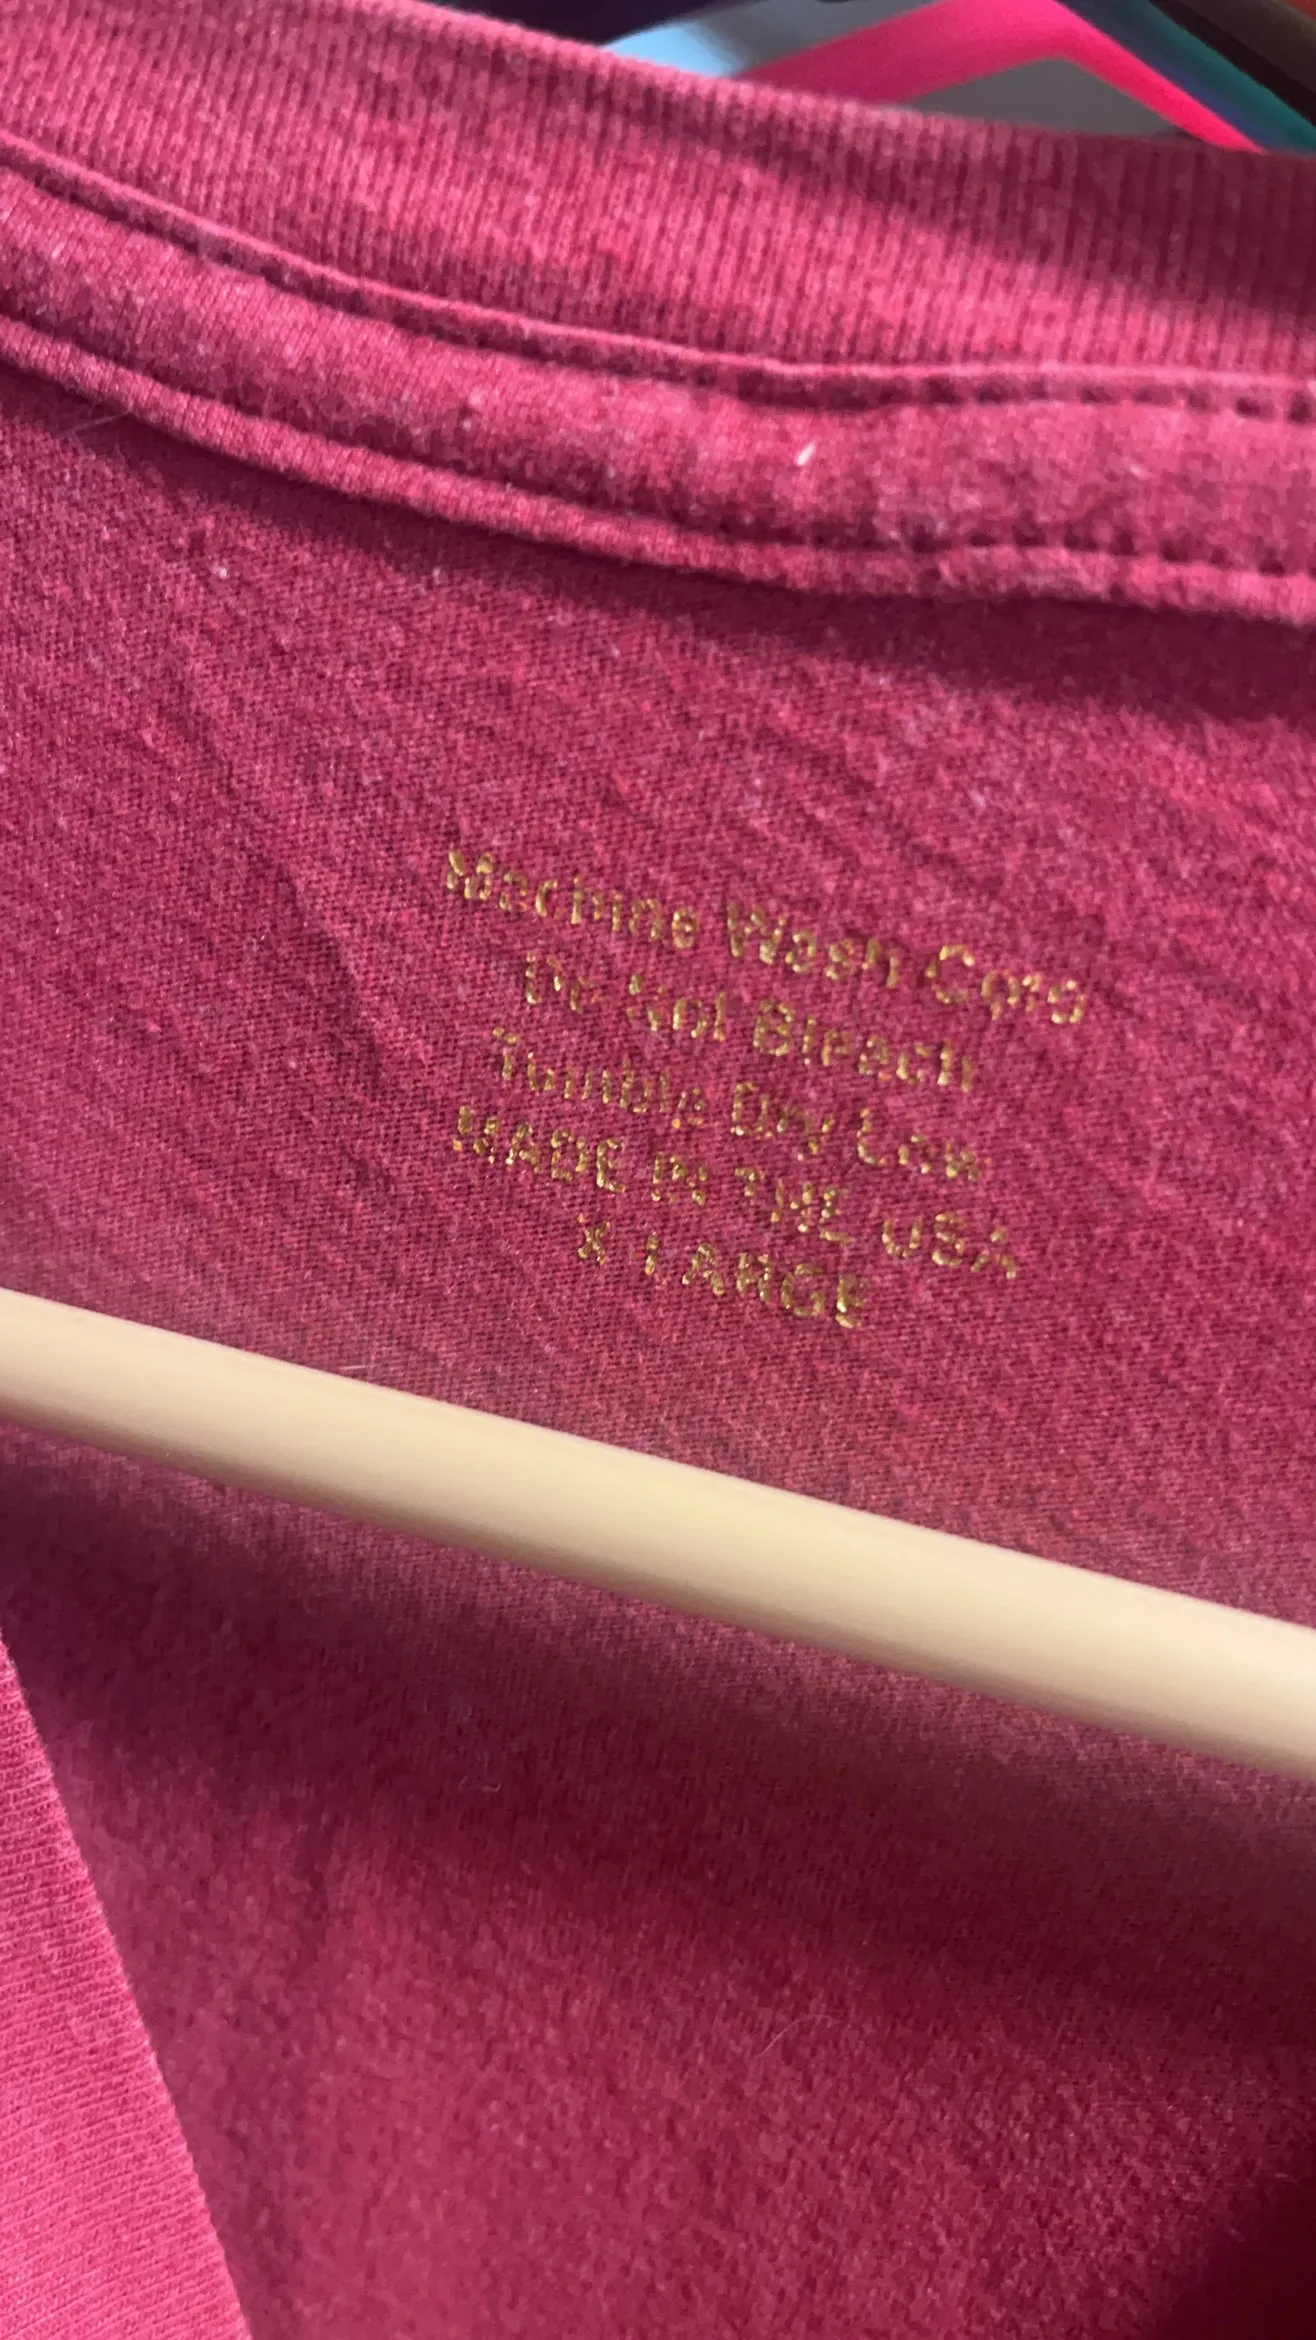 Machine Wash Cold
Do Not Bleach
Tumble Dry Low
MADE IN THE USA
X LARGE